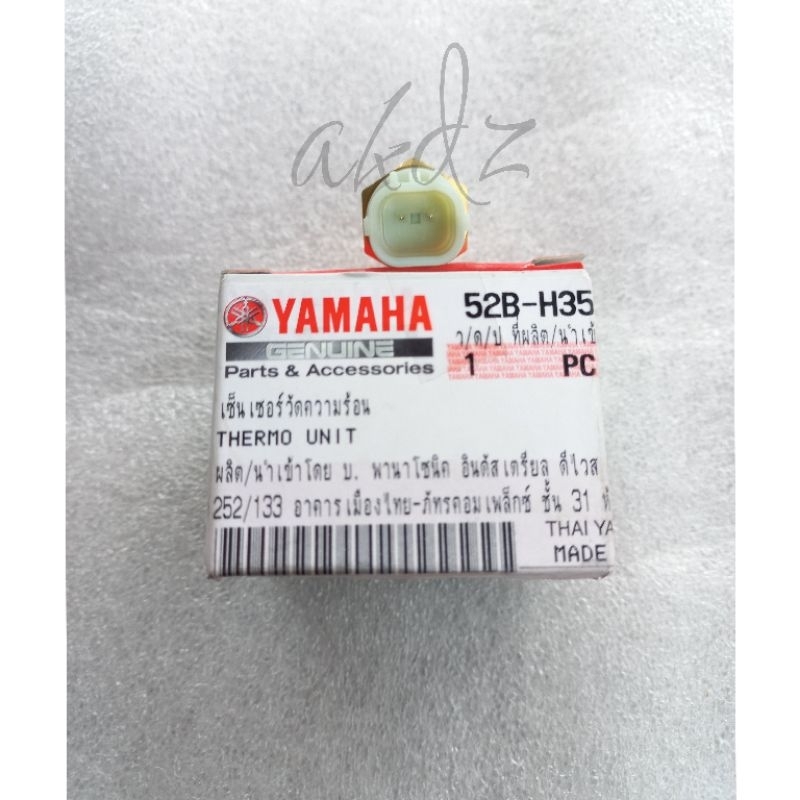 akdz
YAMAHA
GENUINE
Parts & Accessories
52B-H35
ว/ด/ป ที่ผลิต/นำเข้
1 PC
เซ็นเซอร์วัดความร้อน
THERMO UNIT
ผลิต/นำเข้าโดย บ. พานาโซนิค อินดัสเตรียล ดีไวส
252/133 อาคารเมืองไทย-ภัทรคอมเพล็กซ์ ชั้น 31
THAI YA
MADE